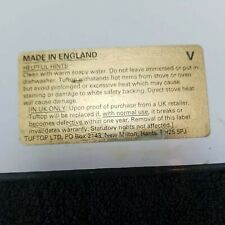 MADE IN ENGLAND V
HELPFUL HINTS:
Clean with warm soapy water. Do not leave immersed or put in
dishwasher. Tuftop withstands hot items from stove or oven
but avoid prolonged or excessive heat which may cause
staining or damage to white safety backing. Direct stove heat
will cause damage.
[IN UK ONLY: Upon proof of purchase from a UK retailer,
Tuftop will be replaced if, with normal use, it breaks or
becomes defective within one year. Removal of this label
invalidates warranty. Statutory rights not affected.]
TUFTOP LTD, PO Box 2143, New Milton, Hants. 5PJ.